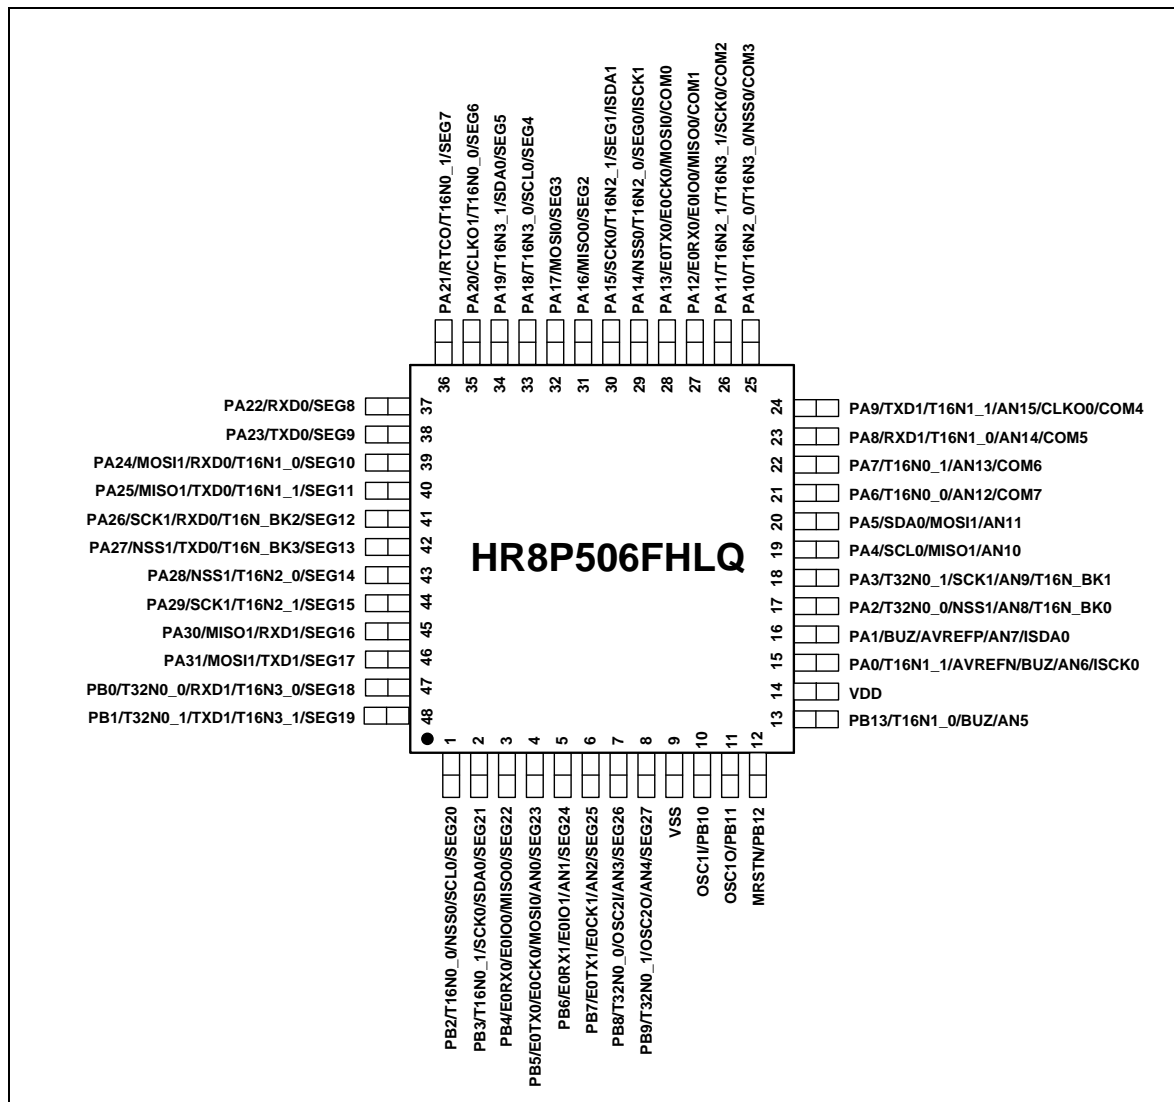 PA21/RTCO/T16N0_1/SEG7
PA20/CLKO1/T16N0_0/SEG6
PA19/T16N3_1/SDA0/SEG5
PA18/T16N3_0/SCL0/SEG4
PA17/MOSI0/SEG3
PA16/MISO0/SEG2
PA15/SCK0/T16N2_1/SEG1/ISDA1
PA14/NSS0/T16N2_0/SEG0/ISCK1
PA13/E0TX0/E0CK0/MOSI0/COM0
PA12/E0RX0/E0IO0/MISO0/COM1
PA11/T16N2_1/T16N3_1/SCK0/COM2
PA10/T16N2_0/T16N3_0/NSS0/COM3
36
35
34
33
32
31
30
29
28
27
26
25
PA22/RXD0/SEG8
37
PA23/TXD0/SEG9
38
PA24/MOSI1/RXD0/T16N1_0/SEG10
39
PA25/MISO1/TXD0/T16N1_1/SEG11
40
PA26/SCK1/RXD0/T16N_BK2/SEG12
41
PA27/NSS1/TXD0/T16N_BK3/SEG13
42
PA28/NSS1/T16N2_0/SEG14
43
PA29/SCK1/T16N2_1/SEG15
44
PA30/MISO1/RXD1/SEG16
45
PA31/MOSI1/TXD1/SEG17
46
PB0/T32N0_0/RXD1/T16N3_0/SEG18
47
PB1/T32N0_1/TXD1/T16N3_1/SEG19
48
HR8P506FHLQ
24
PA9/TXD1/T16N1_1/AN15/CLKO0/COM4
23
PA8/RXD1/T16N1_0/AN14/COM5
22
PA7/T16N0_1/AN13/COM6
21
PA6/T16N0_0/AN12/COM7
20
PA5/SDA0/MOSI1/AN11
19
PA4/SCL0/MISO1/AN10
18
PA3/T32N0_1/SCK1/AN9/T16N_BK1
17
PA2/T32N0_0/NSS1/AN8/T16N_BK0
16
PA1/BUZ/AVREFP/AN7/ISDA0
15
PA0/T16N1_1/AVREFN/BUZ/AN6/ISCK0
14
VDD
13
PB13/T16N1_0/BUZ/AN5
1
2
3
4
5
6
7
8
9
10
11
12
PB2/T16N0_0/NSS0/SCL0/SEG20
PB3/T16N0_1/SCK0/SDA0/SEG21
PB4/E0RX0/E0IO0/MISO0/SEG22
PB5/E0TX0/E0CK0/MOSI0/AN0/SEG23
PB6/E0RX1/E0IO1/AN1/SEG24
PB7/E0TX1/E0CK1/AN2/SEG25
PB8/T32N0_0/OSC2I/AN3/SEG26
PB9/T32N0_1/OSC2O/AN4/SEG27
VSS
OSC1I/PB10
OSC1O/PB11
MRSTN/PB12